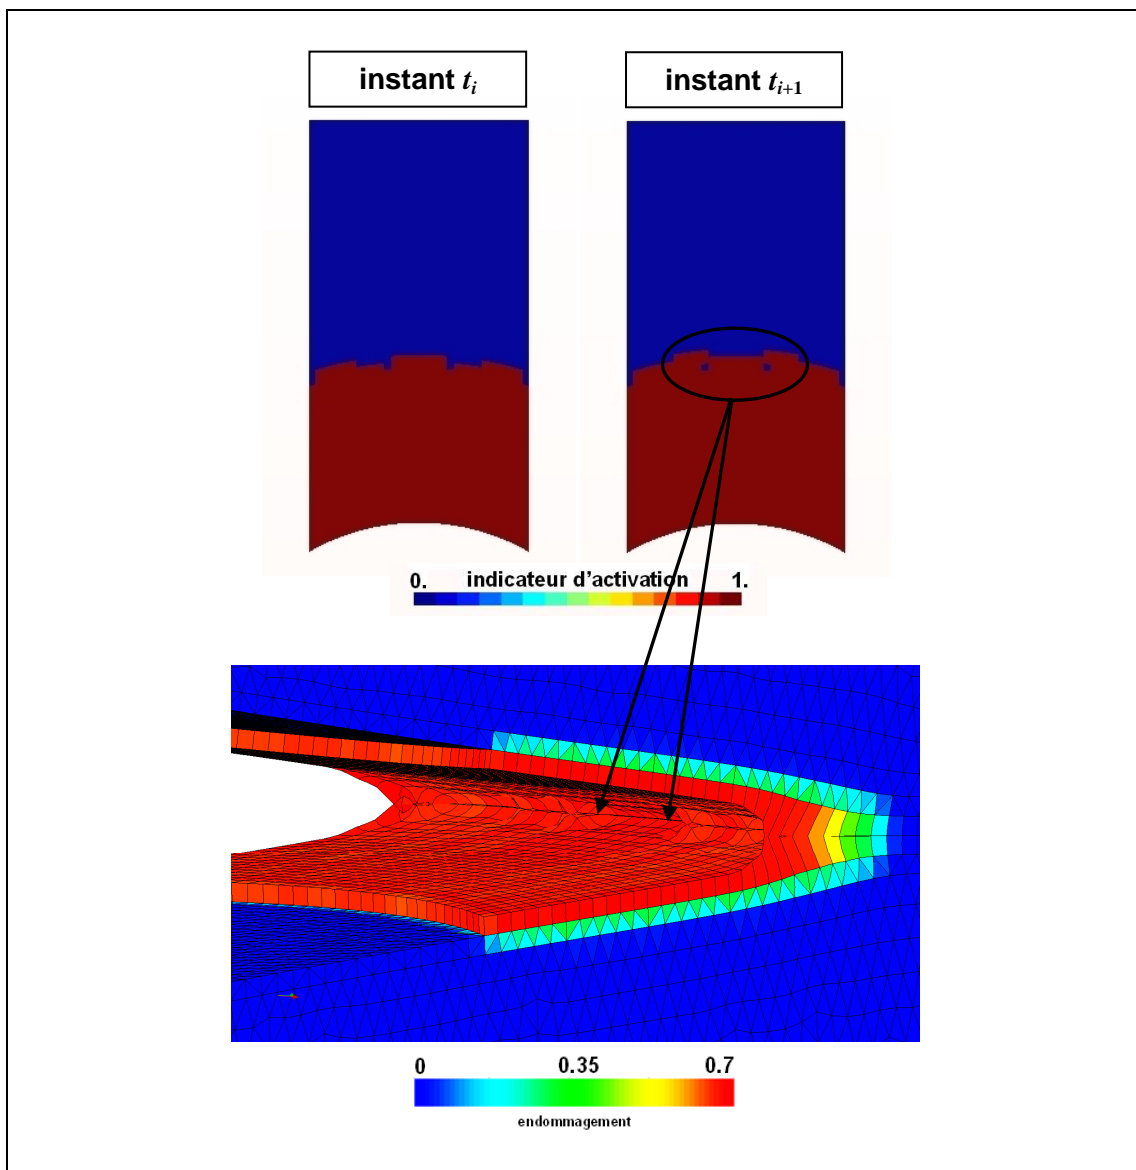 instant ti
instant ti+1
0. indicateur d'activation 1.
0 0.35 0.7
endommagement